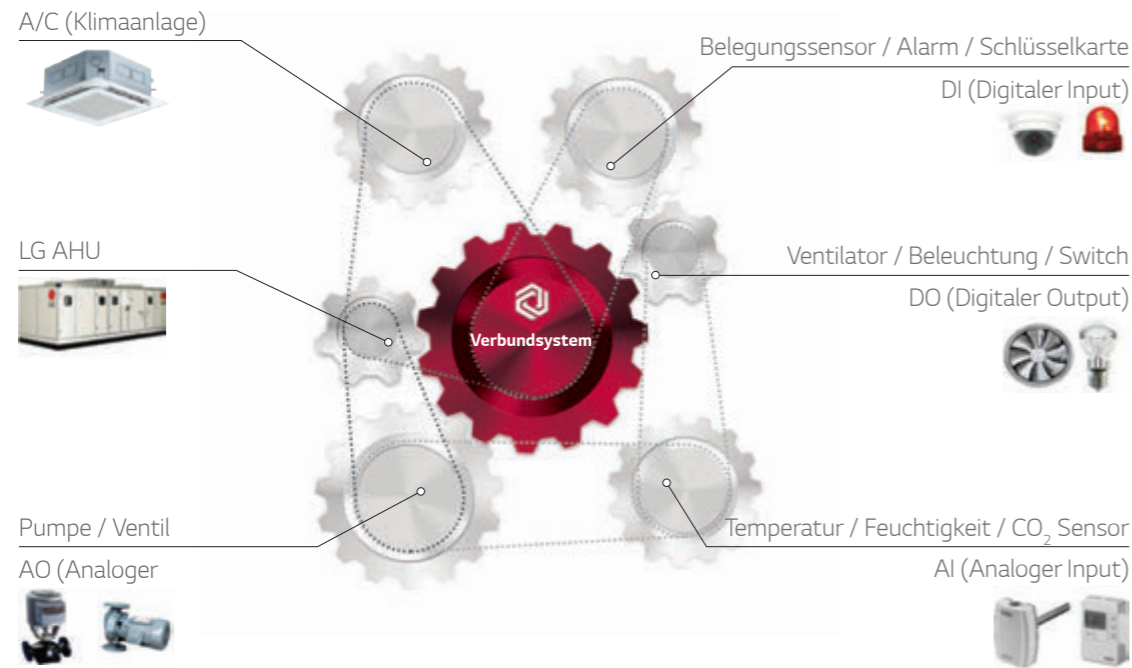 A/C (Klimaanlage)
Belegungssensor / Alarm / Schlüsselkarte
DI (Digitaler Input)
LG AHU
Ventilator / Beleuchtung / Switch
DO (Digitaler Output)
Verbundsystem
Pumpe / Ventil
AO (Analoger
Temperatur / Feuchtigkeit / CO₂ Sensor
AI (Analoger Input)